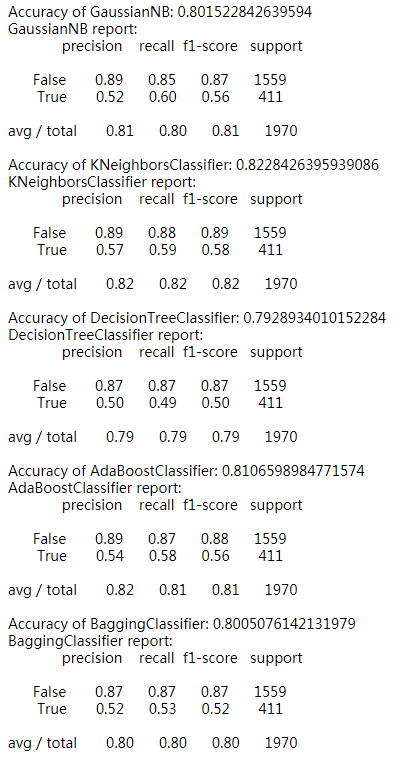 Accuracy of GaussianNB: 0.801522842639594
GaussianNB report:
precision recall f1-score support
False 0.89 0.85 0.87 1559
True 0.52 0.60 0.56 411
avg / total 0.81 0.80 0.81 1970
Accuracy of KNeighborsClassifier: 0.8228426395939086
KNeighborsClassifier report:
precision recall f1-score support
False 0.89 0.88 0.89 1559
True 0.57 0.59 0.58 411
avg / total 0.82 0.82 0.82 1970
Accuracy of DecisionTreeClassifier: 0.7928934010152284
DecisionTreeClassifier report:
precision recall f1-score support
False 0.87 0.87 0.87 1559
True 0.50 0.49 0.50 411
avg / total 0.79 0.79 0.79 1970
Accuracy of AdaBoostClassifier: 0.8106598984771574
AdaBoostClassifier report:
precision recall f1-score support
False 0.89 0.87 0.88 1559
True 0.54 0.58 0.56 411
avg / total 0.82 0.81 0.81 1970
Accuracy of BaggingClassifier: 0.8005076142131979
BaggingClassifier report:
precision recall f1-score support
False 0.87 0.87 0.87 1559
True 0.52 0.53 0.52 411
avg / total 0.80 0.80 0.80 1970